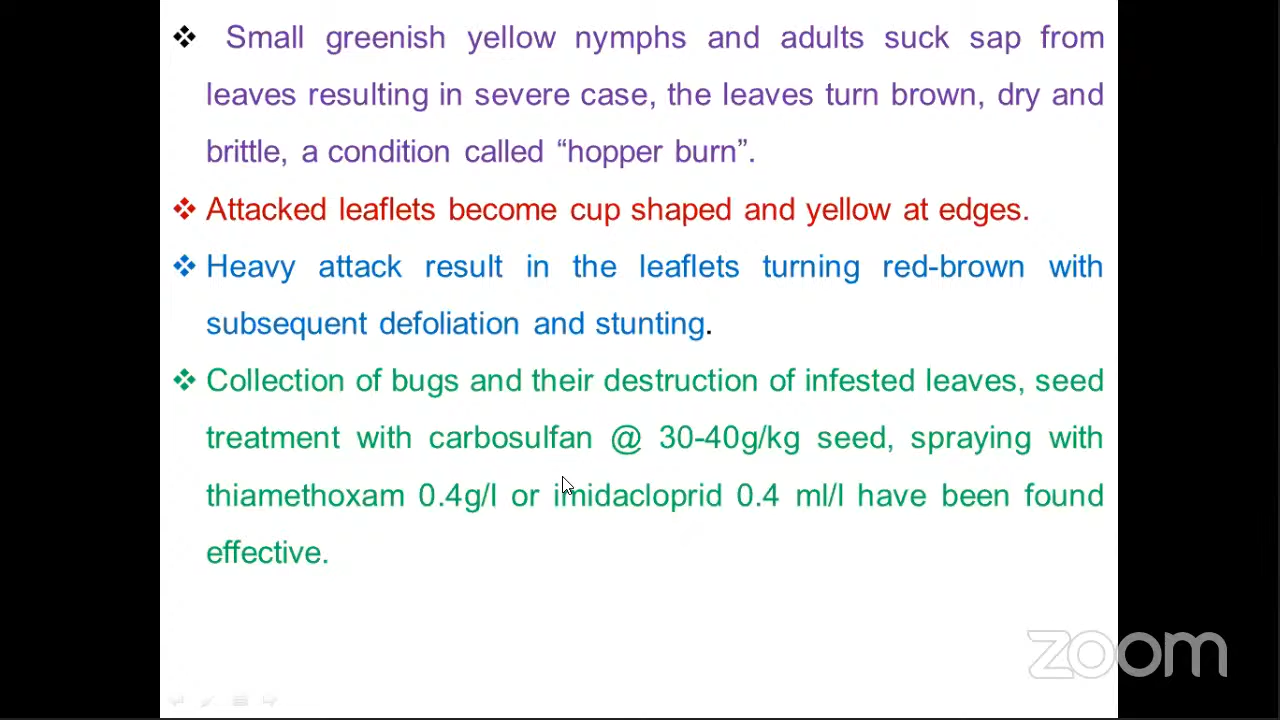 ❖ Small greenish yellow nymphs and adults suck sap from
leaves resulting in severe case, the leaves turn brown, dry and
brittle, a condition called “hopper burn”.
❖ Attacked leaflets become cup shaped and yellow at edges.
❖ Heavy attack result in the leaflets turning red-brown with
subsequent defoliation and stunting.
❖ Collection of bugs and their destruction of infested leaves, seed
treatment with carbosulfan @ 30-40g/kg seed, spraying with
thiamethoxam 0.4g/l or imidacloprid 0.4 ml/l have been found
effective.
zoom